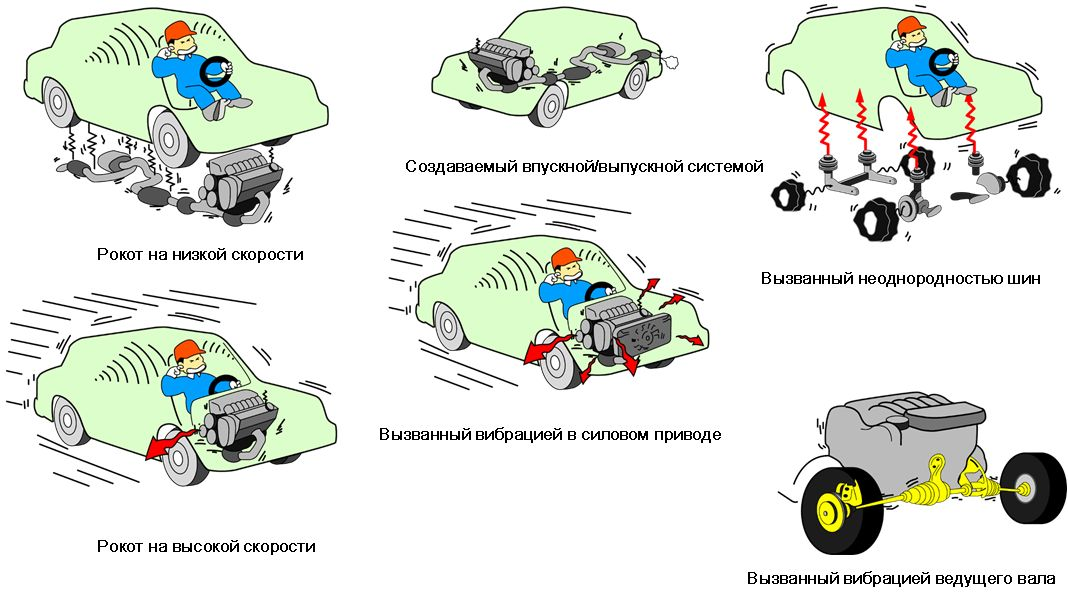 Рокот на низкой скорости
Рокот на высокой скорости
Создаваемый впускной/выпускной системой
Вызванный вибрацией в силовом приводе
Вызванный неоднородностью шин
Вызванный вибрацией ведущего вала